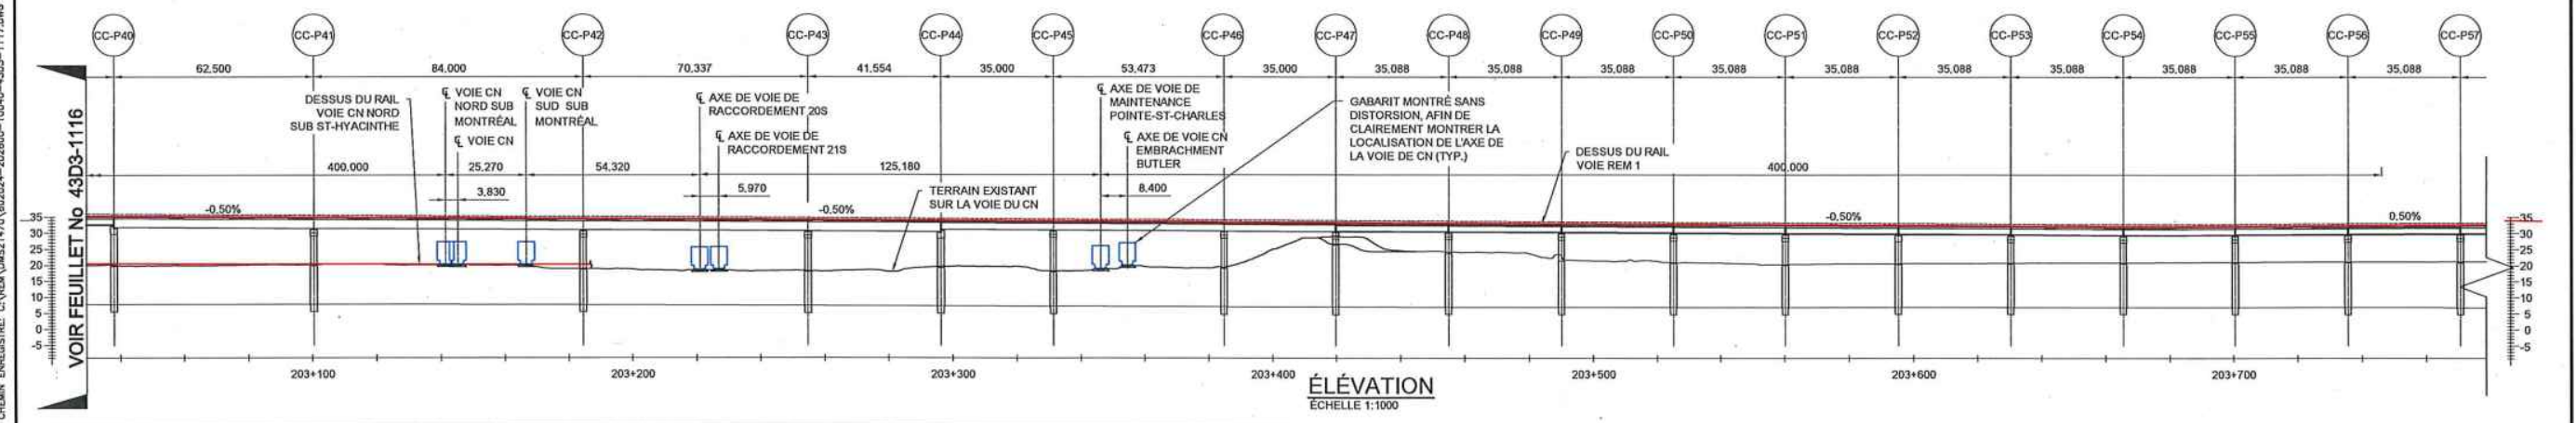 CC-P40 CC-P41 CC-P42 CC-P43 CC-P44 CC-P45 CC-P46 CC-P47 CC-P48 CC-P49 CC-P50 CC-P51 CC-P52 CC-P53 CC-P54 CC-P55 CC-P56 CC-P57
62,500 84,000 70,337 41,554 35,000 53,473 35,000 35,088 35,088 35,088 35,088 35,088 35,088 35,088 35,088 35,088 35,088
VOIR FEUILLET No 43D3-1116
DESSUS DU RAIL
VOIE CN NORD
SUB ST-HYACINTHE
℄ VOIE CN
NORD SUB
MONTRÉAL
℄ VOIE CN
℄ VOIE CN
SUD SUB
MONTRÉAL
℄ AXE DE VOIE DE
RACCORDEMENT 20S
℄ AXE DE VOIE DE
RACCORDEMENT 21S
℄ AXE DE VOIE DE
MAINTENANCE
POINTE-ST-CHARLES
℄ AXE DE VOIE CN
EMBRACHMENT
BUTLER
GABARIT MONTRÉ SANS
DISTORSION, AFIN DE
CLAIREMENT MONTRER LA
LOCALISATION DE L'AXE DE
LA VOIE DE CN (TYP.)
DESSUS DU RAIL
VOIE REM 1
400,000 25,270 54,320 125,180 400,000
3,830 5,970 8,400
TERRAIN EXISTANT
SUR LA VOIE DU CN
-0.50% -0.50% -0.50% 0.50%
35
30
25
20
15
10
5
0
-5
35
30
25
20
15
10
5
0
-5
203+100 203+200 203+300 203+400 203+500 203+600 203+700
ÉLÉVATION
ÉCHELLE 1:1000